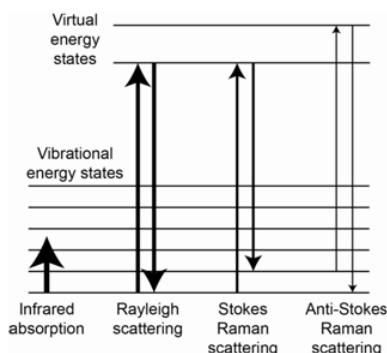 Virtual
energy
states
Vibrational
energy states
Infrared
absorption
Rayleigh
scattering
Stokes
Raman
scattering
Anti-Stokes
Raman
scattering